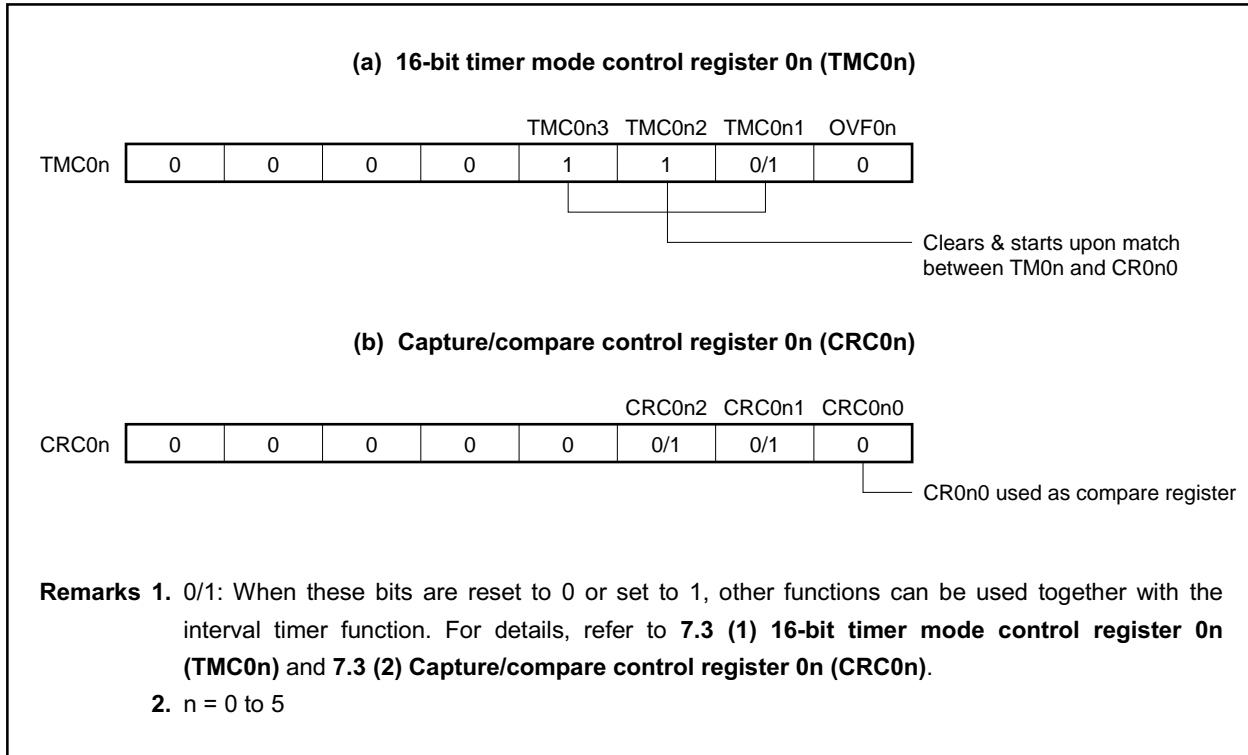 (a) 16-bit timer mode control register 0n (TMC0n)
TMC0n3 TMC0n2 TMC0n1 OVF0n
TMC0n 0 0 0 0 1 1 0/1 0
Clears & starts upon match
between TM0n and CR0n0
(b) Capture/compare control register 0n (CRC0n)
CRC0n2 CRC0n1 CRC0n0
CRC0n 0 0 0 0 0 0/1 0/1 0
CR0n0 used as compare register
Remarks 1. 0/1: When these bits are reset to 0 or set to 1, other functions can be used together with the
interval timer function. For details, refer to 7.3 (1) 16-bit timer mode control register 0n
(TMC0n) and 7.3 (2) Capture/compare control register 0n (CRC0n).
2. n = 0 to 5